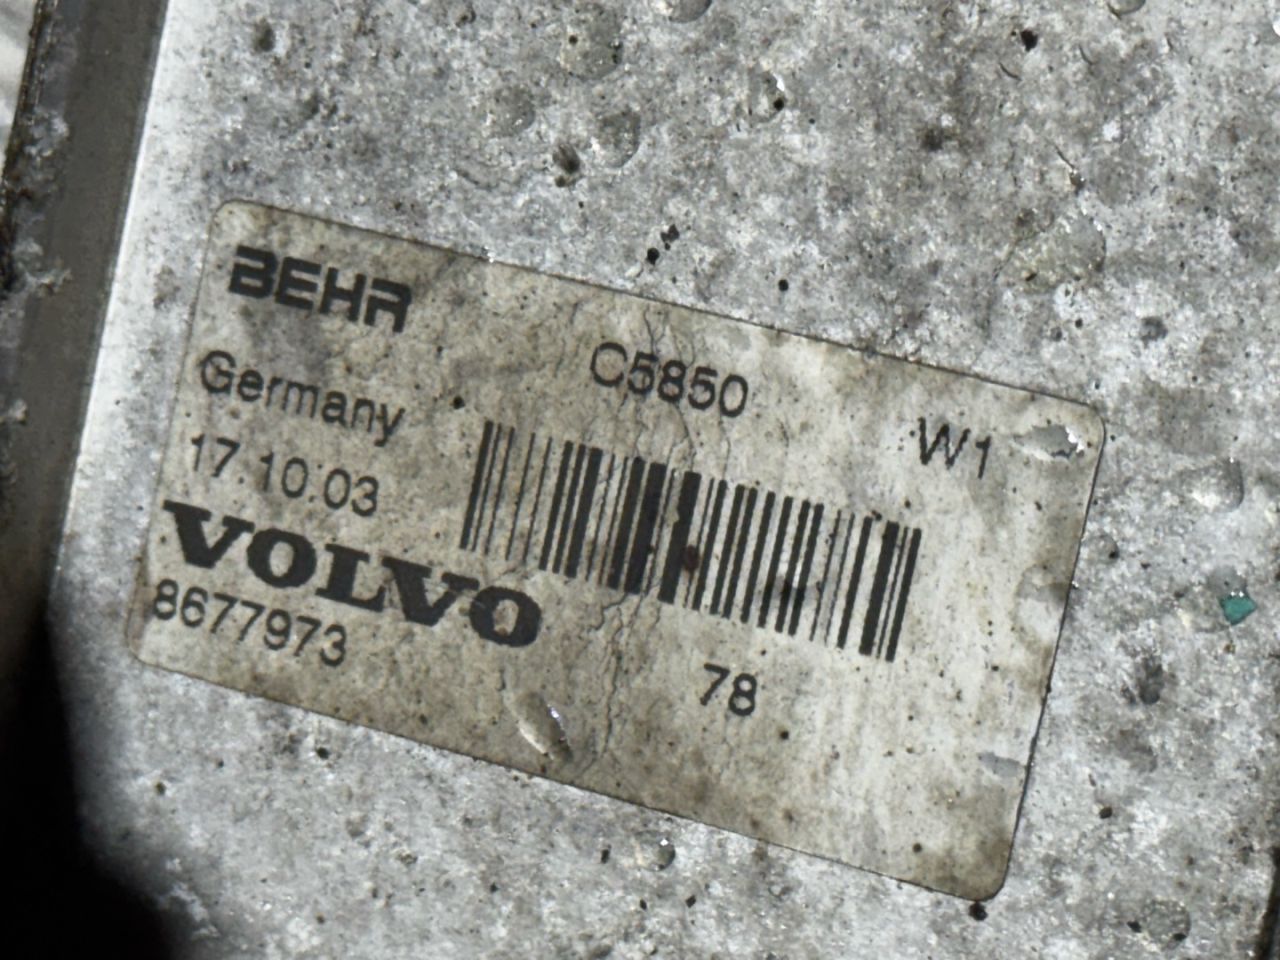 BEHR
C5850
Germany
W1
17.10.03
VOLVO
8677973
78